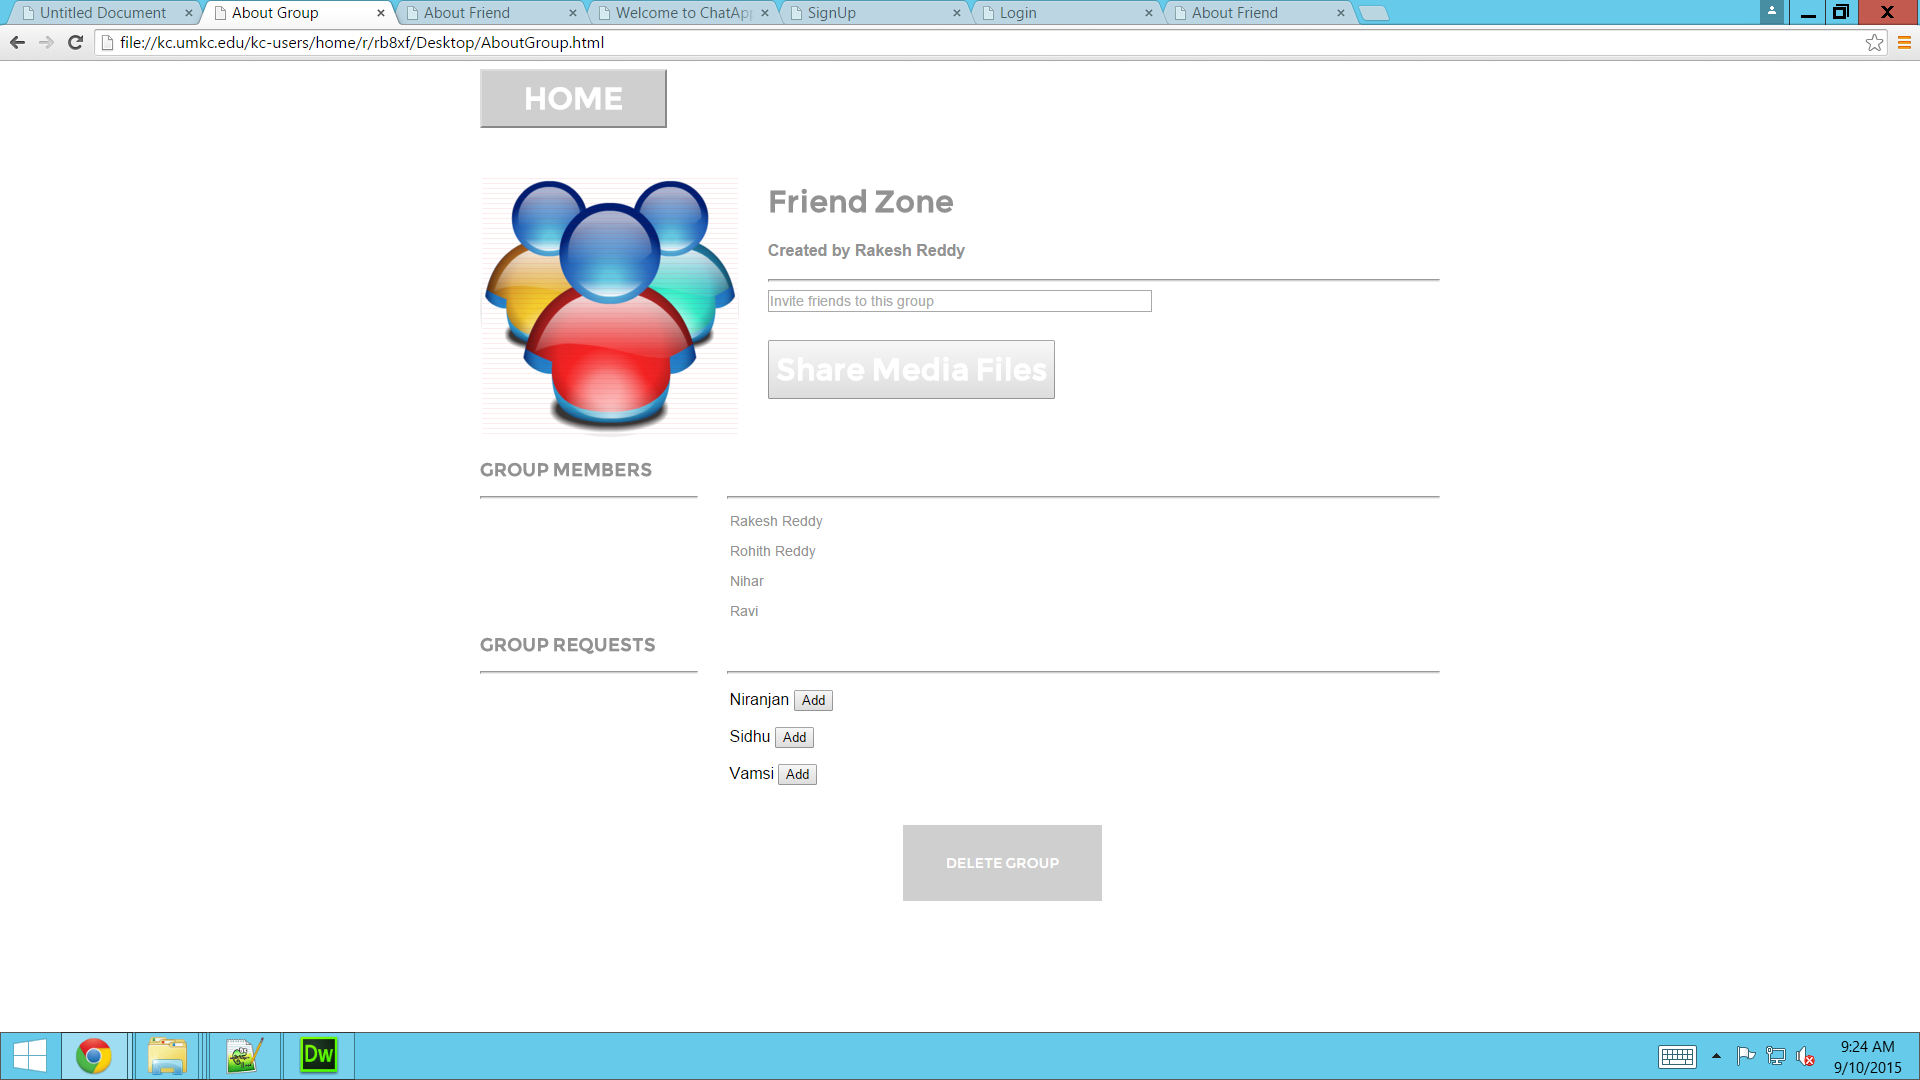 Untitled Document
About Group
About Friend
Welcome to ChatApp
SignUp
Login
About Friend
file://kc.umkc.edu/kc-users/home/r/rb8xf/Desktop/AboutGroup.html
HOME
Friend Zone
Created by Rakesh Reddy
Invite friends to this group
Share Media Files
GROUP MEMBERS
Rakesh Reddy
Rohith Reddy
Nihar
Ravi
GROUP REQUESTS
Niranjan Add
Sidhu Add
Vamsi Add
DELETE GROUP
Dw
9:24 AM
9/10/2015